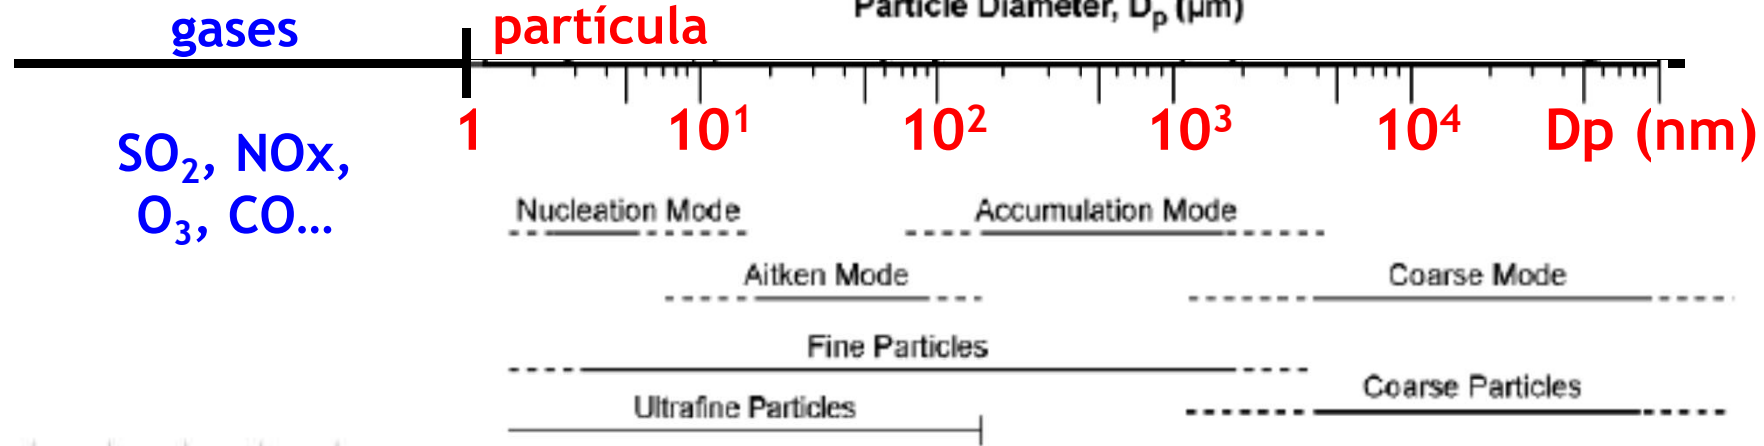 Particle Diameter, Dp (μm)
gases partícula
1 10¹ 10² 10³ 10⁴ Dp (nm)
SO₂, NOx,
O₃, CO...
Nucleation Mode Accumulation Mode
Aitken Mode Coarse Mode
Fine Particles
Coarse Particles
Ultrafine Particles